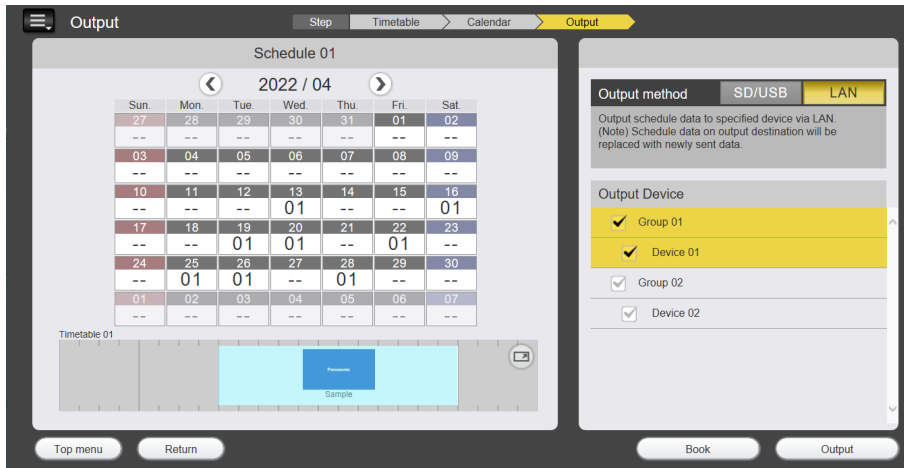 Output
Step Timetable Calendar Output
Schedule 01
2022 / 04
Sun. Mon. Tue. Wed. Thu. Fri. Sat.
27 28 29 30 31 01 02
-- -- -- -- -- -- --
03 04 05 06 07 08 09
-- -- -- -- -- -- --
10 11 12 13 14 15 16
-- -- -- 01 -- -- 01
17 18 19 20 21 22 23
-- -- 01 01 -- 01 --
24 25 26 27 28 29 30
-- 01 01 -- 01 -- --
01 02 03 04 05 06 07
-- -- -- -- -- -- --
Timetable 01
Panasonic
Sample
Top menu Return
Output method SD/USB LAN
Output schedule data to specified device via LAN.
(Note) Schedule data on output destination will be
replaced with newly sent data.
Output Device
Group 01
Device 01
Group 02
Device 02
Book Output